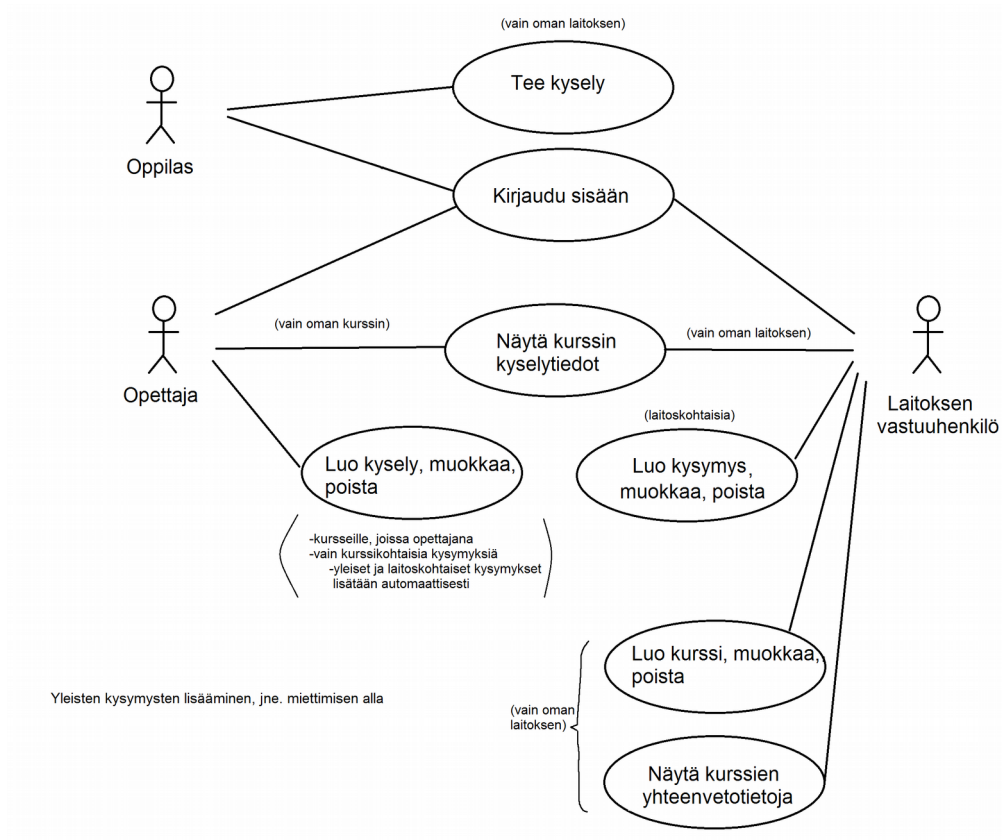 (vain oman laitoksen)
Tee kysely
Oppilas
Kirjaudu sisään
(vain oman kurssin)
Näytä kurssin
kyselytiedot
(vain oman laitoksen)
Opettaja
Laitoksen
vastuuhenkilö
Luo kysely, muokkaa,
poista
(laitoskohtaisia)
Luo kysymys,
muokkaa, poista
-kursseille, joissa opettajana
-vain kurssikohtaisia kysymyksiä
-yleiset ja laitoskohtaiset kysymykset
lisätään automaattisesti
Luo kurssi, muokkaa,
poista
Yleisten kysymysten lisääminen, jne. miettimisen alla
(vain oman
laitoksen)
Näytä kurssien
yhteenvetotietoja